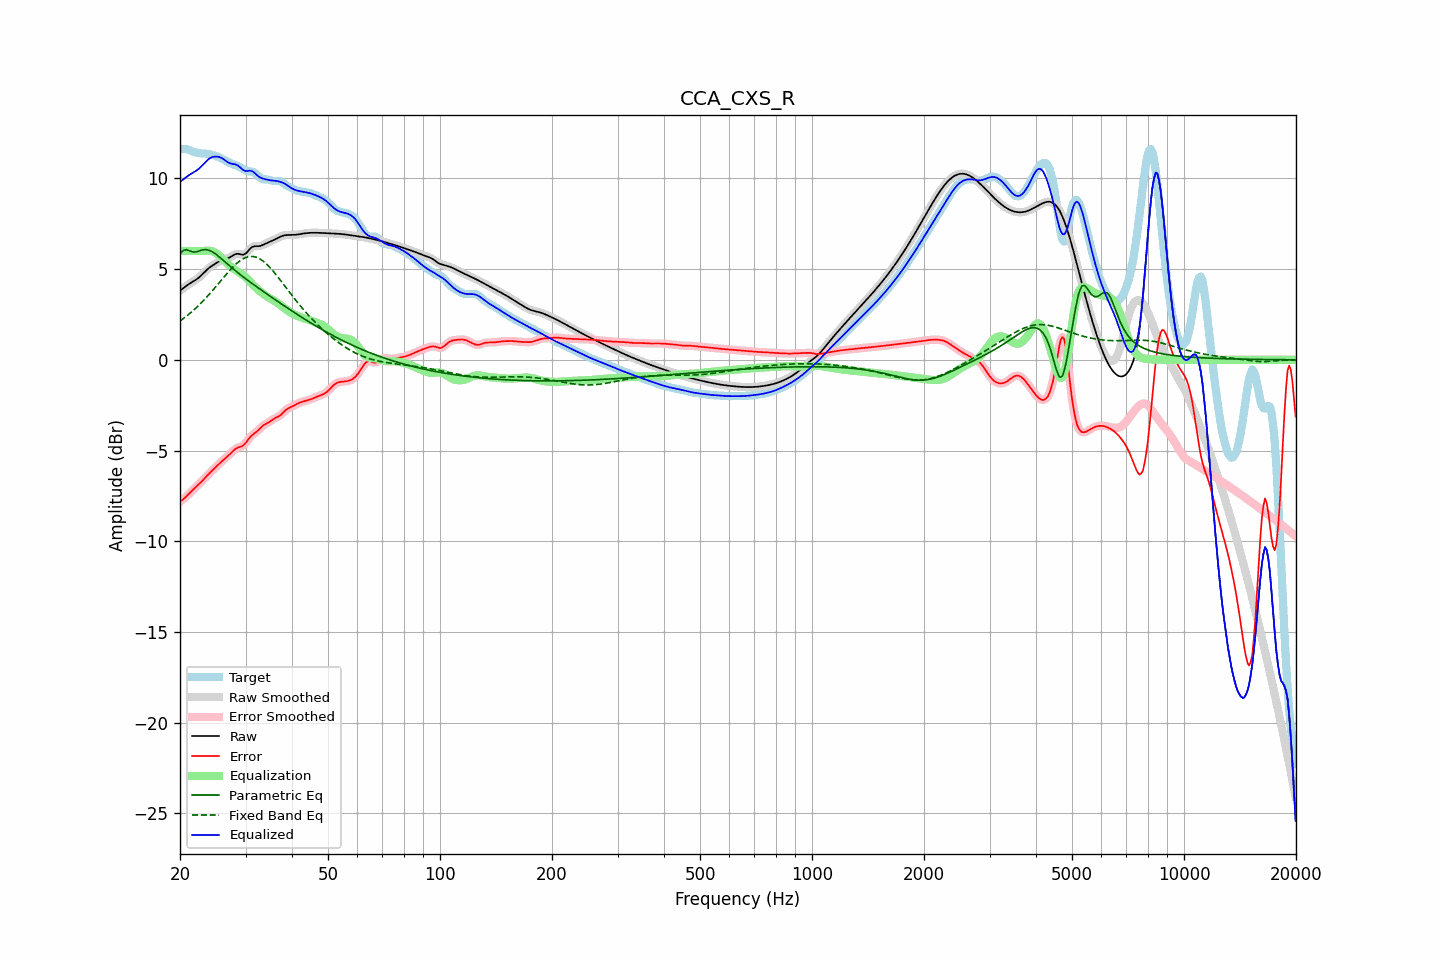 CCA_CXS_R
Amplitude (dBr)
10
5
0
−5
−10
−15
−20
−25
Target
Raw Smoothed
Error Smoothed
Raw
Error
Equalization
Parametric Eq
Fixed Band Eq
Equalized
20 50 100 200 500 1000 2000 5000 10000 20000
Frequency (Hz)